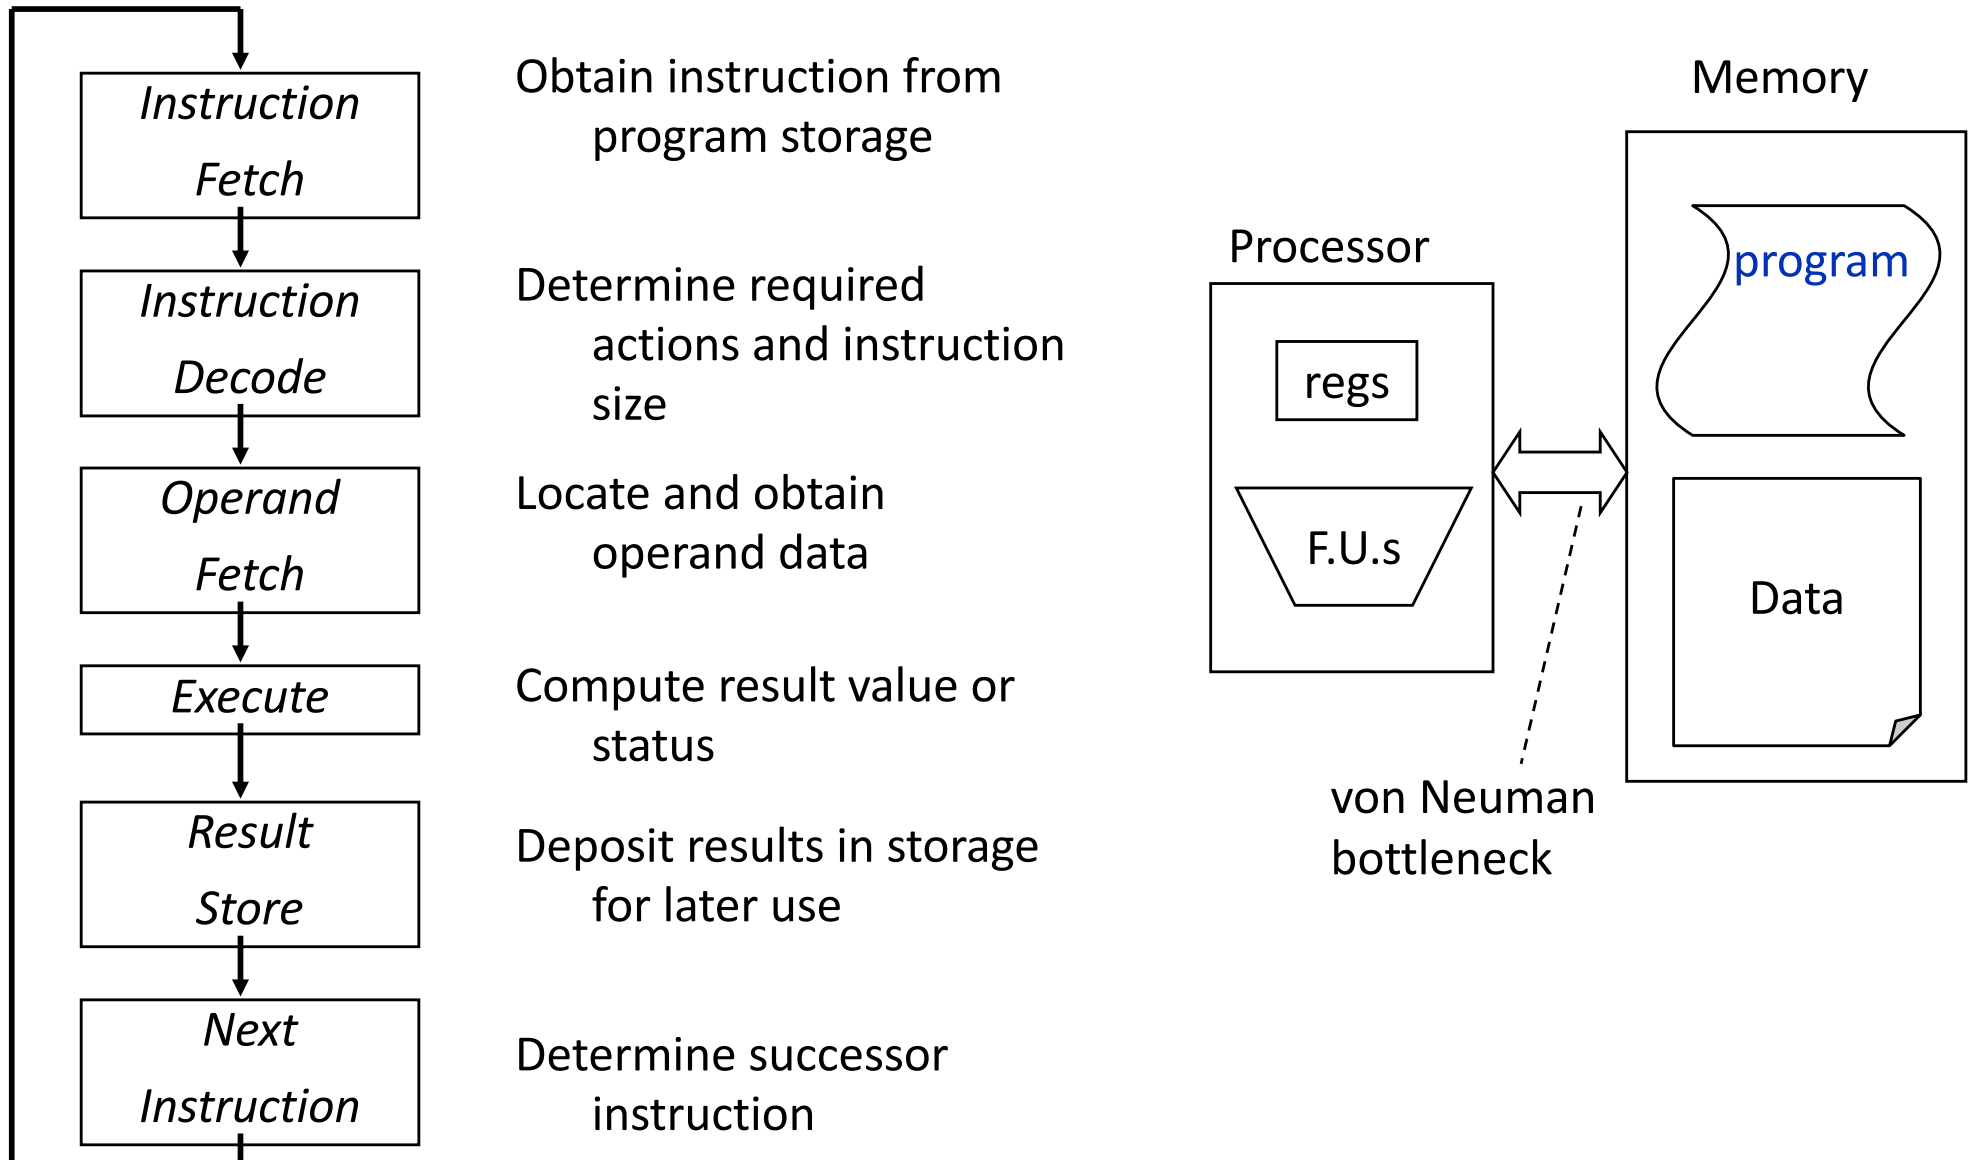 Instruction
Fetch
Obtain instruction from
program storage
Instruction
Decode
Determine required
actions and instruction
size
Operand
Fetch
Locate and obtain
operand data
Execute
Compute result value or
status
Result
Store
Deposit results in storage
for later use
Next
Instruction
Determine successor
instruction
Processor
regs
F.U.s
Memory
program
Data
von Neuman
bottleneck